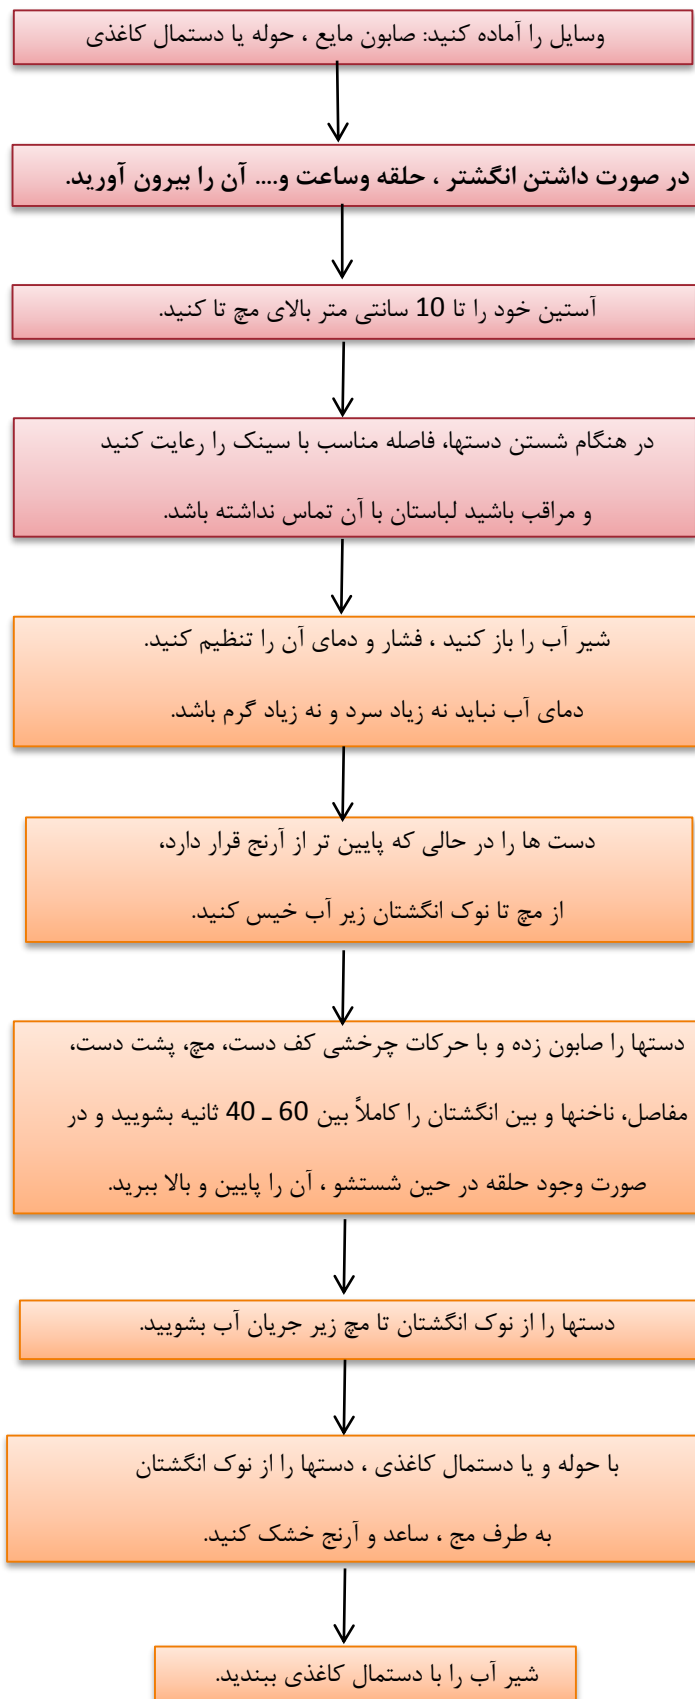 وسایل را آماده کنید: صابون مایع ، حوله یا دستمال کاغذی
در صورت داشتن انگشتر ، حلقه وساعت و.... آن را بیرون آورید.
آستین خود را تا 10 سانتی متر بالای مچ تا کنید.
در هنگام شستن دستها، فاصله مناسب با سینک را رعایت کنید
و مراقب باشید لباستان با آن تماس نداشته باشد.
شیر آب را باز کنید ، فشار و دمای آن را تنظیم کنید.
دمای آب نباید نه زیاد سرد و نه زیاد گرم باشد.
دست ها را در حالی که پایین تر از آرنج قرار دارد،
از مچ تا نوک انگشتان زیر آب خیس کنید.
دستها را صابون زده و با حرکات چرخشی کف دست، مچ، پشت دست،
مفاصل، ناخنها و بین انگشتان را کاملاً بین 60 ـ 40 ثانیه بشویید و در
صورت وجود حلقه در حین شستشو ، آن را پایین و بالا ببرید.
دستها را از نوک انگشتان تا مچ زیر جریان آب بشویید.
با حوله و یا دستمال کاغذی ، دستها را از نوک انگشتان
به طرف مچ ، ساعد و آرنج خشک کنید.
شیر آب را با دستمال کاغذی ببندید.